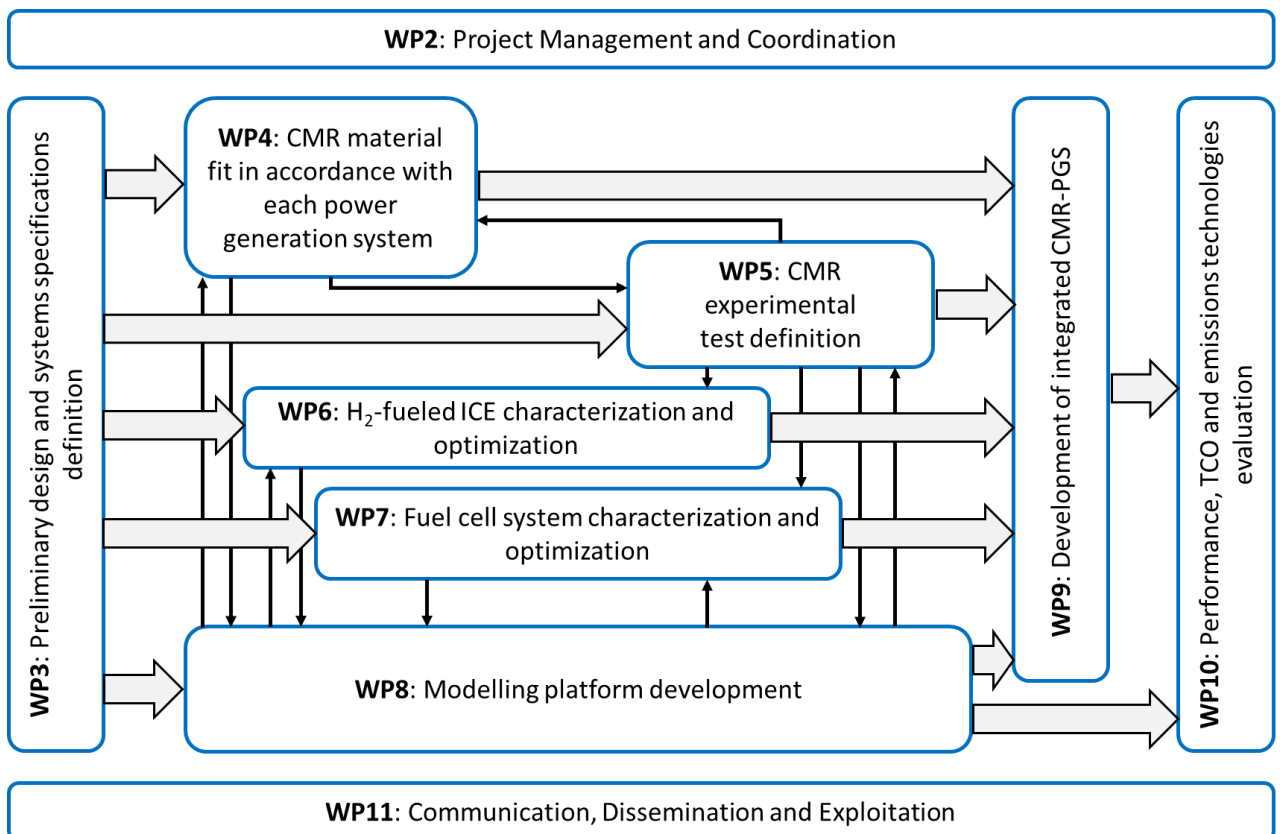 WP2: Project Management and Coordination
WP3: Preliminary design and systems specifications
definition
WP4: CMR material
fit in accordance with
each power
generation system
WP5: CMR
experimental
test definition
WP6: H₂-fueled ICE characterization and
optimization
WP7: Fuel cell system characterization and
optimization
WP8: Modelling platform development
WP9: Development of integrated CMR-PGS
WP10: Performance, TCO and emissions technologies
evaluation
WP11: Communication, Dissemination and Exploitation